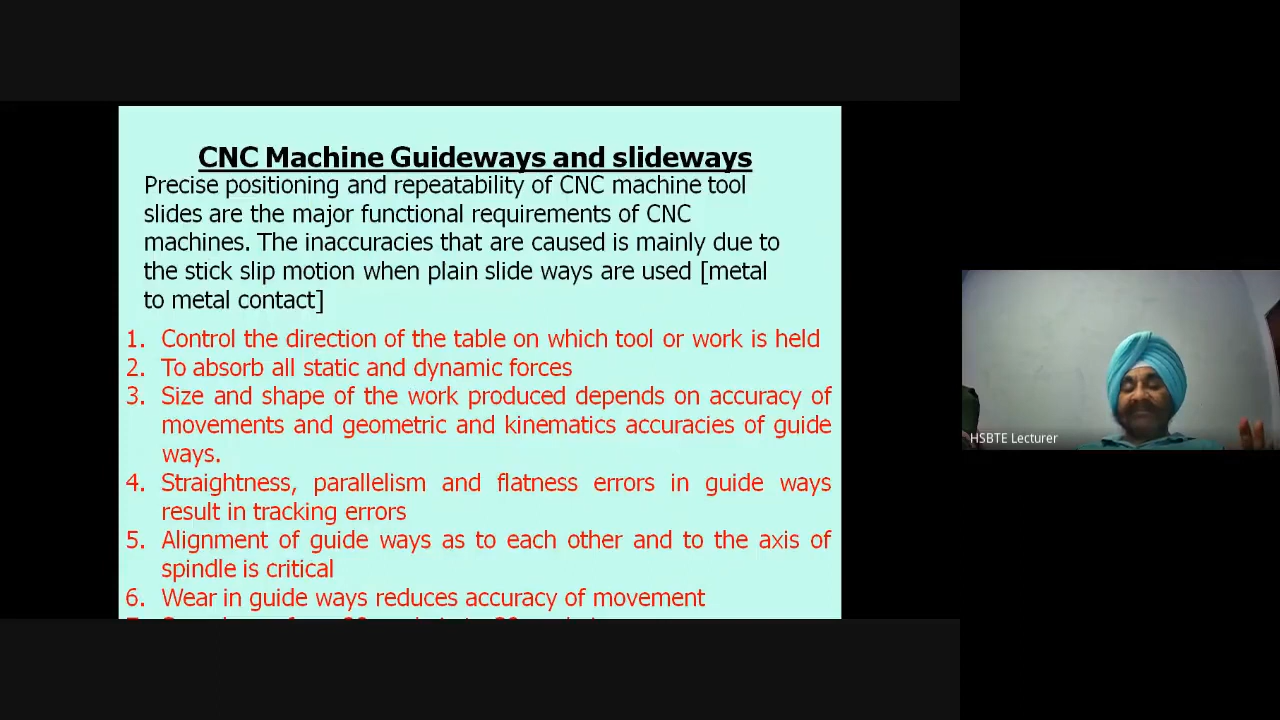 CNC Machine Guideways and slideways
Precise positioning and repeatability of CNC machine tool
slides are the major functional requirements of CNC
machines. The inaccuracies that are caused is mainly due to
the stick slip motion when plain slide ways are used [metal
to metal contact]
1. Control the direction of the table on which tool or work is held
2. To absorb all static and dynamic forces
3. Size and shape of the work produced depends on accuracy of
movements and geometric and kinematics accuracies of guide
ways.
4. Straightness, parallelism and flatness errors in guide ways
result in tracking errors
5. Alignment of guide ways as to each other and to the axis of
spindle is critical
6. Wear in guide ways reduces accuracy of movement
HSBTE Lecturer